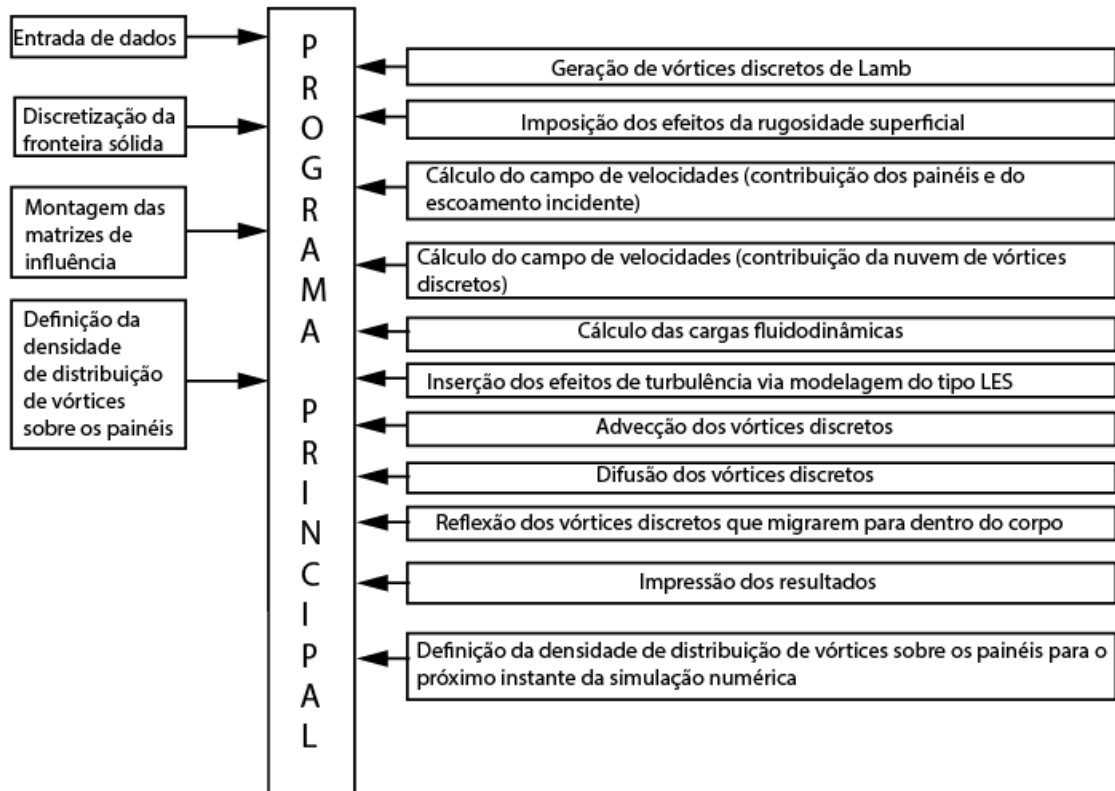 Entrada de dados
Discretização da
fronteira sólida
Montagem das
matrizes de
influência
Definição da
densidade
de distribuição
de vórtices
sobre os painéis
PROGRAMA PRINCIPAL
Geração de vórtices discretos de Lamb
Imposição dos efeitos da rugosidade superficial
Cálculo do campo de velocidades (contribuição dos painéis e do
escoamento incidente)
Cálculo do campo de velocidades (contribuição da nuvem de vórtices
discretos)
Cálculo das cargas fluidodinâmicas
Inserção dos efeitos de turbulência via modelagem do tipo LES
Advecção dos vórtices discretos
Difusão dos vórtices discretos
Reflexão dos vórtices discretos que migrarem para dentro do corpo
Impressão dos resultados
Definição da densidade de distribuição de vórtices sobre os painéis para o
próximo instante da simulação numérica